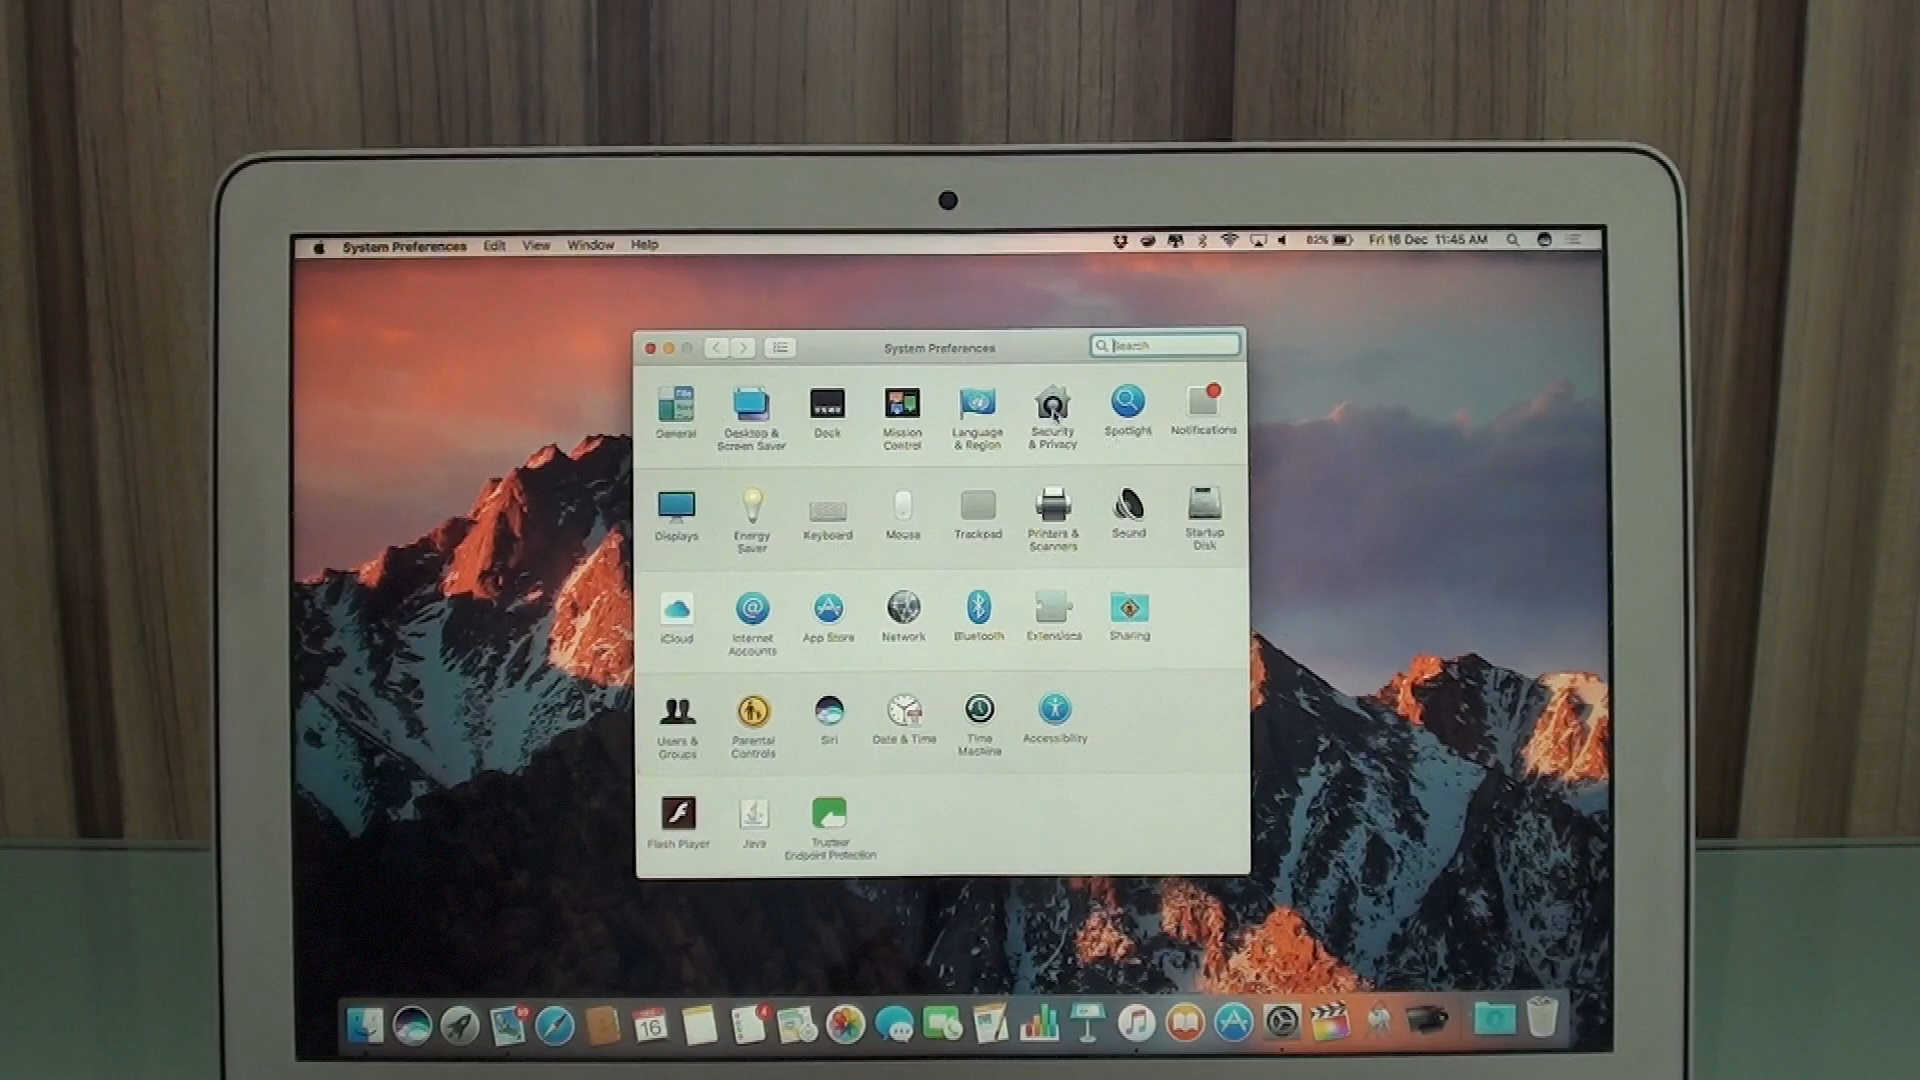 System Preferences Edit View Window Help
82% Fri 16 Dec 11:45 AM
System Preferences
Search
General
Desktop &
Screen Saver
Dock
Mission
Control
Language
& Region
Security
& Privacy
Spotlight
Notifications
Displays
Energy
Saver
Keyboard
Mouse
Trackpad
Printers &
Scanners
Sound
Startup
Disk
iCloud
Internet
Accounts
App Store
Network
Bluetooth
Extensions
Sharing
Users &
Groups
Parental
Controls
Siri
Date & Time
Time
Machine
Accessibility
Flash Player
Java
Trusteer
Endpoint Protection
16